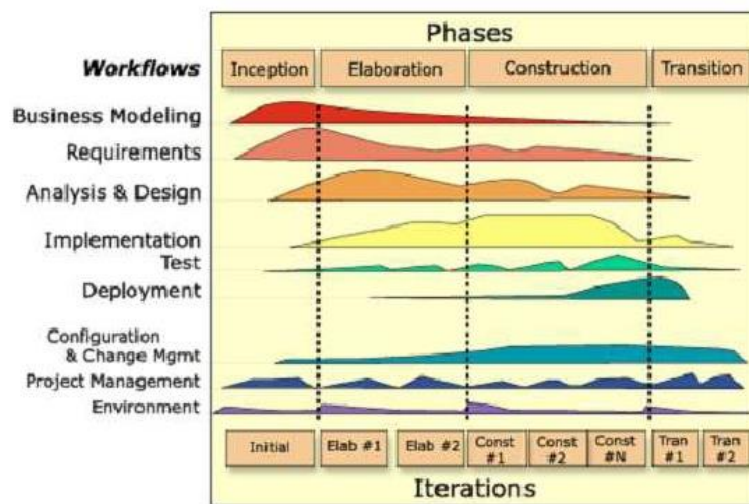 Phases
Workflows
Inception
Elaboration
Construction
Transition
Business Modeling
Requirements
Analysis & Design
Implementation
Test
Deployment
Configuration
& Change Mgmt
Project Management
Environment
Initial
Elab #1
Elab #2
Const
#1
Const
#2
Const
#N
Tran
#1
Tran
#2
Iterations